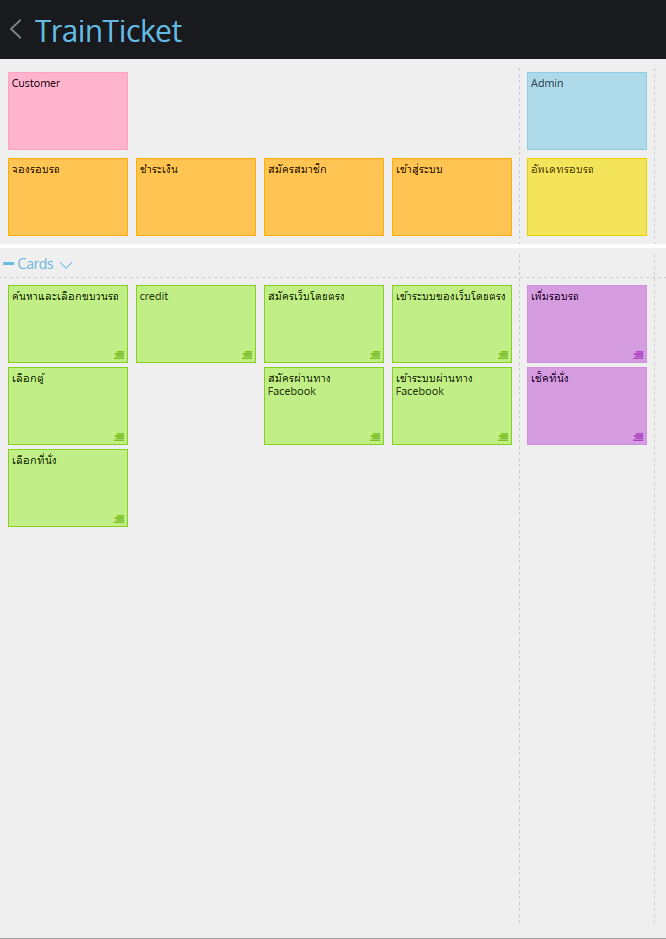 TrainTicket
Customer
Admin
จองรอบรถ
ชำระเงิน
สมัครสมาชิก
เข้าสู่ระบบ
อัพเดทรอบรถ
Cards
ค้นหาและเลือกขบวนรถ
credit
สมัครเว็บโดยตรง
เข้าระบบของเว็บโดยตรง
เพิ่มรอบรถ
เลือกตู้
สมัครผ่านทาง
Facebook
เข้าระบบผ่านทาง
Facebook
เช็คที่นั่ง
เลือกที่นั่ง